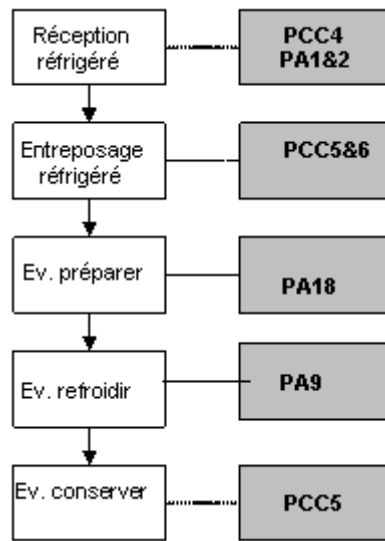 Réception
réfrigéré
PCC4
PA1&2
Entreposage
réfrigéré
PCC5&6
Ev. préparer
PA18
Ev. refroidir
PA9
Ev. conserver
PCC5